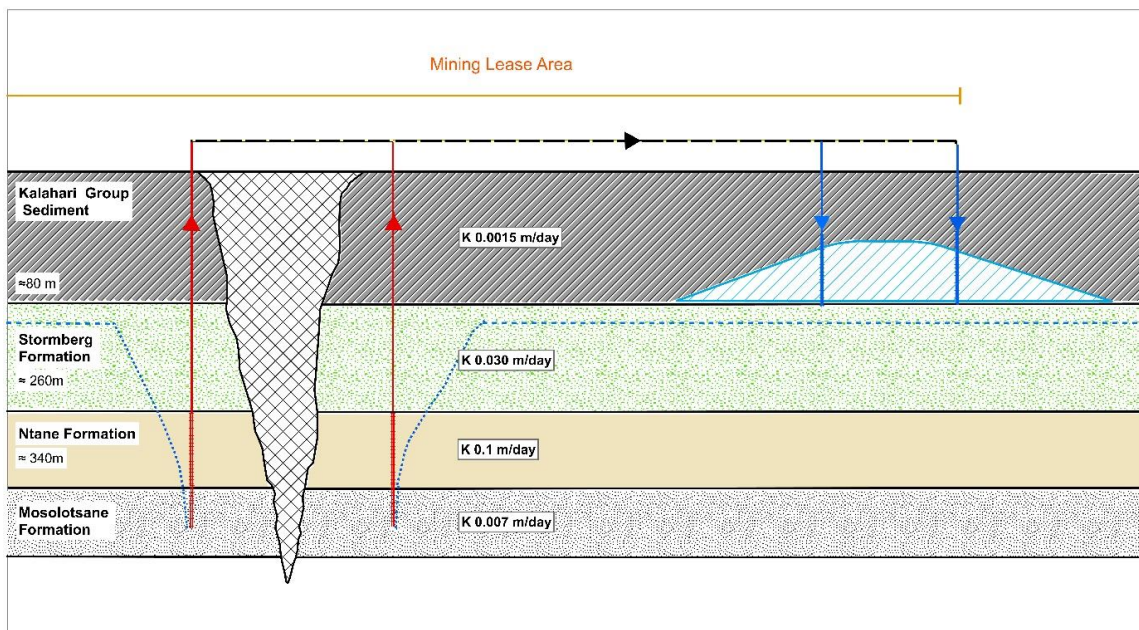 Mining Lease Area
Kalahari Group
Sediment
≈80 m
K 0.0015 m/day
Stormberg
Formation
≈ 260m
K 0.030 m/day
Ntane Formation
≈ 340m
K 0.1 m/day
Mosolotsane
Formation
K 0.007 m/day